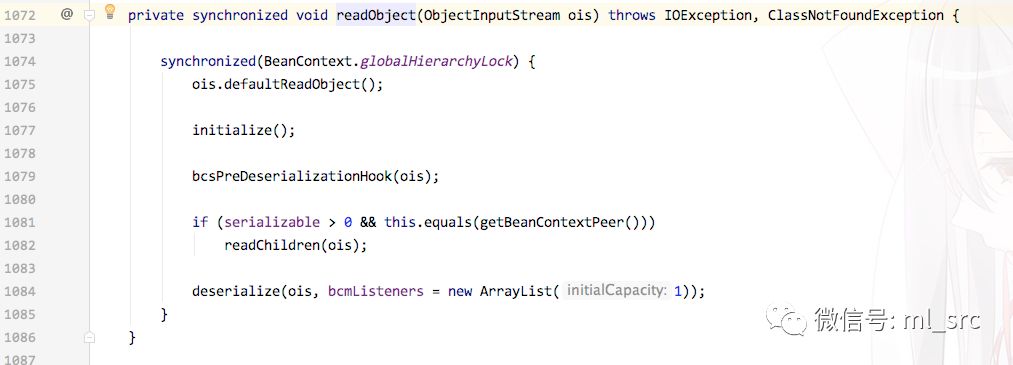 1072 @ private synchronized void readObject(ObjectInputStream ois) throws IOException, ClassNotFoundException {
1073
1074 synchronized(BeanContext.globalHierarchyLock) {
1075 ois.defaultReadObject();
1076
1077 initialize();
1078
1079 bcsPreDeserializationHook(ois);
1080
1081 if (serializable > 0 && this.equals(getBeanContextPeer()))
1082 readChildren(ois);
1083
1084 deserialize(ois, bcmListeners = new ArrayList( initialCapacity: 1));
1085 }
1086 }
1087
微信号: ml_src